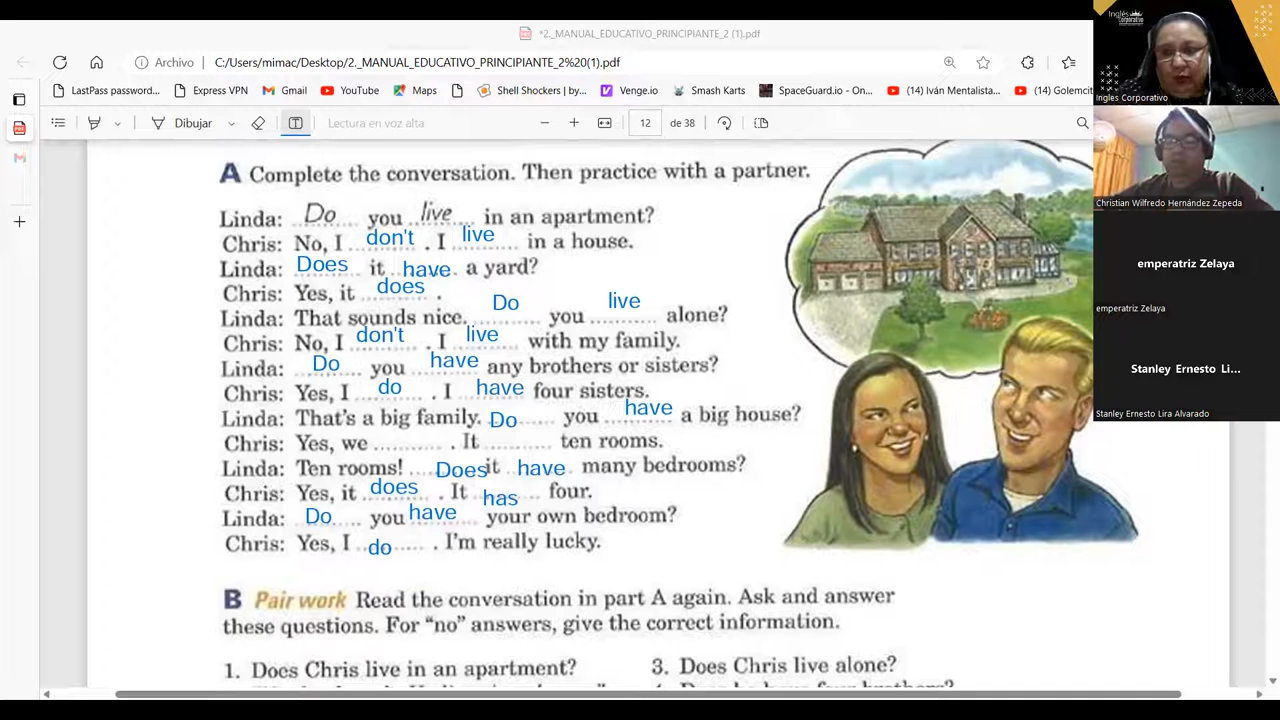 *2._MANUAL_EDUCATIVO_PRINCIPIANTE_2 (1).pdf
Archivo C:/Users/mimac/Desktop/2._MANUAL_EDUCATIVO_PRINCIPIANTE_2%20(1).pdf
LastPass password... Express VPN Gmail YouTube Maps Shell Shockers | by... Venge.io Smash Karts SpaceGuard.io - On... (14) Iván Mentalista... (14) Golemcit
Dibujar Lectura en voz alta 12 de 38
A Complete the conversation. Then practice with a partner.
Linda: Do you live in an apartment?
Chris: No, I don't . I live in a house.
Linda: Does it have a yard?
Chris: Yes, it does .
Linda: That sounds nice. Do you live alone?
Chris: No, I don't . I live with my family.
Linda: Do you have any brothers or sisters?
Chris: Yes, I do . I have four sisters.
Linda: That's a big family. Do you have a big house?
Chris: Yes, we . It ten rooms.
Linda: Ten rooms! Does it have many bedrooms?
Chris: Yes, it does . It has four.
Linda: Do you have your own bedroom?
Chris: Yes, I do . I'm really lucky.
B Pair work Read the conversation in part A again. Ask and answer
these questions. For "no" answers, give the correct information.
1. Does Chris live in an apartment? 3. Does Chris live alone?
Inglés
Corporativo
Ingles Corporativo
Christian Wilfredo Hernández Zepeda
emperatriz Zelaya
emperatriz Zelaya
Stanley Ernesto Li...
Stanley Ernesto Lira Alvarado